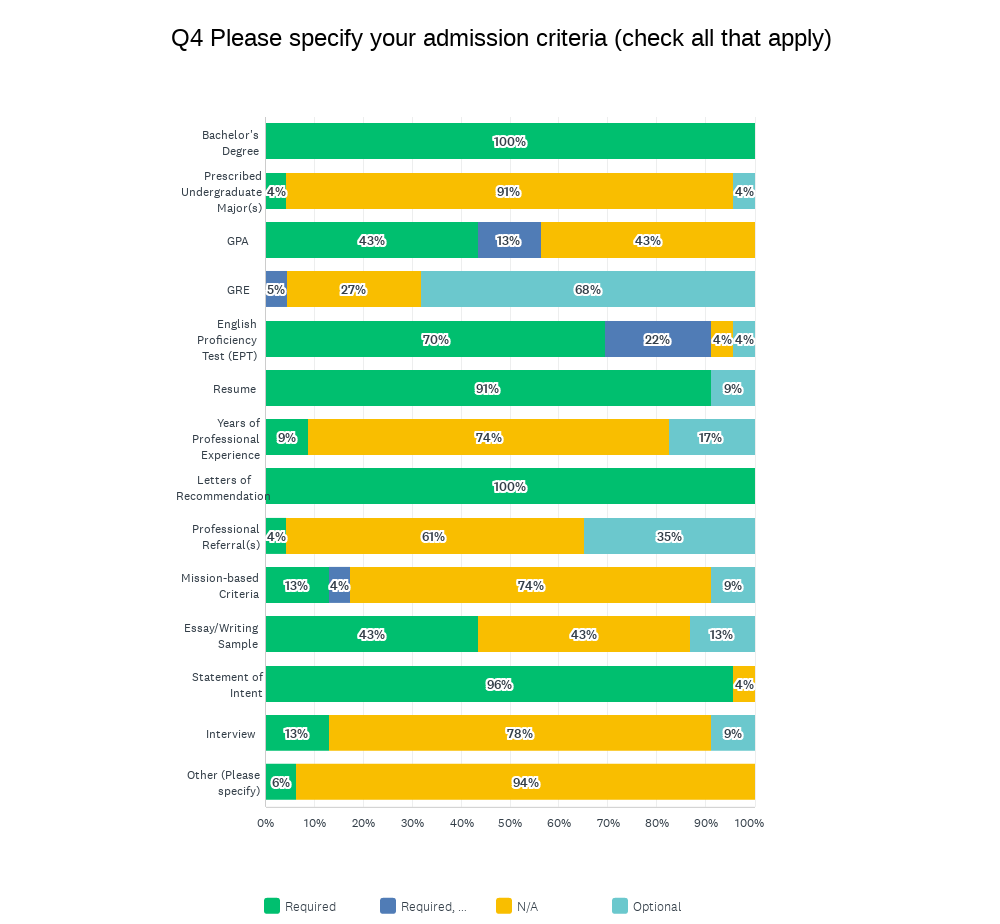 Q4 Please specify your admission criteria (check all that apply)
Bachelor's
Degree
100%
Prescribed
Undergraduate
Major(s)
4% 91% 4%
GPA 43% 13% 43%
GRE 5% 27% 68%
English
Proficiency
Test (EPT)
70% 22% 4% 4%
Resume 91% 9%
Years of
Professional
Experience
9% 74% 17%
Letters of
Recommendation
100%
Professional
Referral(s)
4% 61% 35%
Mission-based
Criteria
13% 4% 74% 9%
Essay/Writing
Sample
43% 43% 13%
Statement of
Intent
96% 4%
Interview 13% 78% 9%
Other (Please
specify)
6% 94%
0% 10% 20% 30% 40% 50% 60% 70% 80% 90% 100%
Required Required, ... N/A Optional